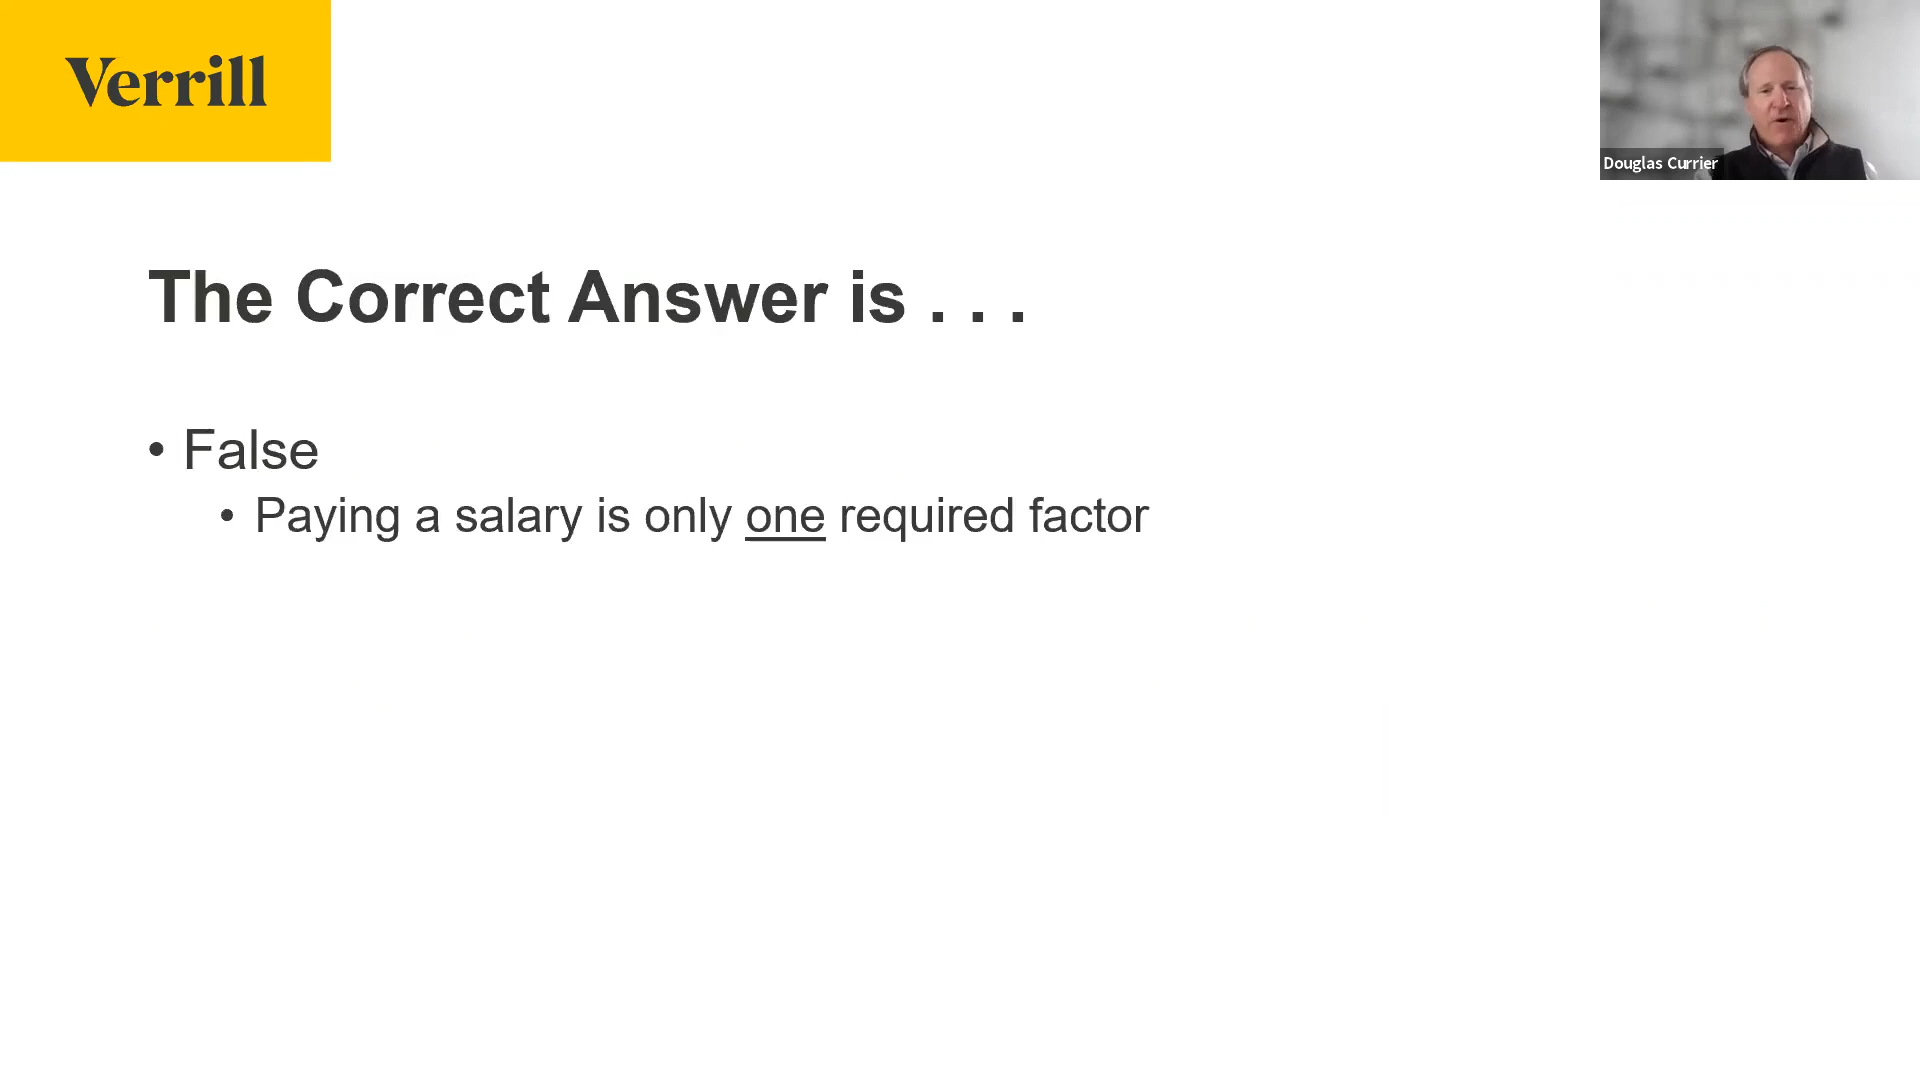 Verrill
Douglas Currier
The Correct Answer is . . .
• False
• Paying a salary is only one required factor